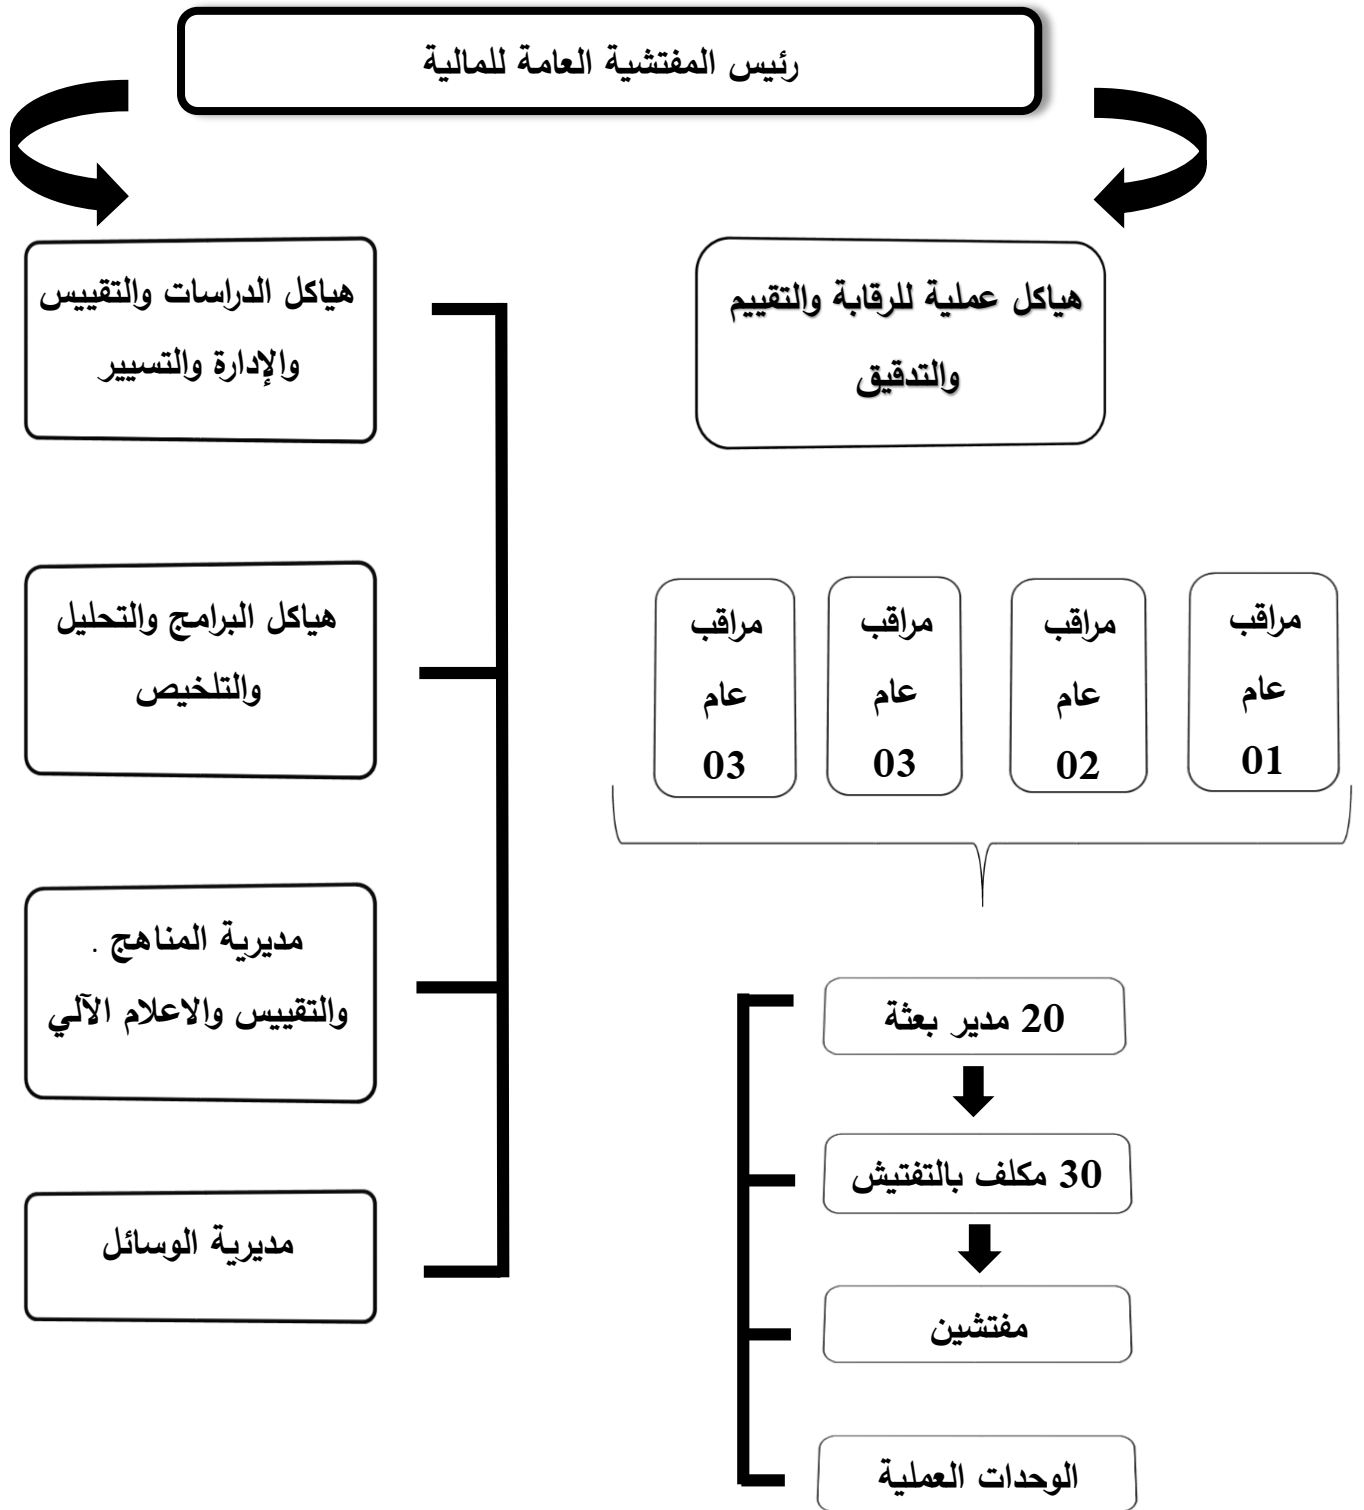 رئيس المفتشية العامة للمالية
هياكل عملية للرقابة والتقييم
والتدقيق
هياكل الدراسات والتقييس
والإدارة والتسيير
مراقب
عام
01
مراقب
عام
02
مراقب
عام
03
مراقب
عام
03
هياكل البرامج والتحليل
والتلخيص
مديرية المناهج .
والتقييس والاعلام الآلي
20 مدير بعثة
30 مكلف بالتفتيش
مفتشين
الوحدات العملية
مديرية الوسائل